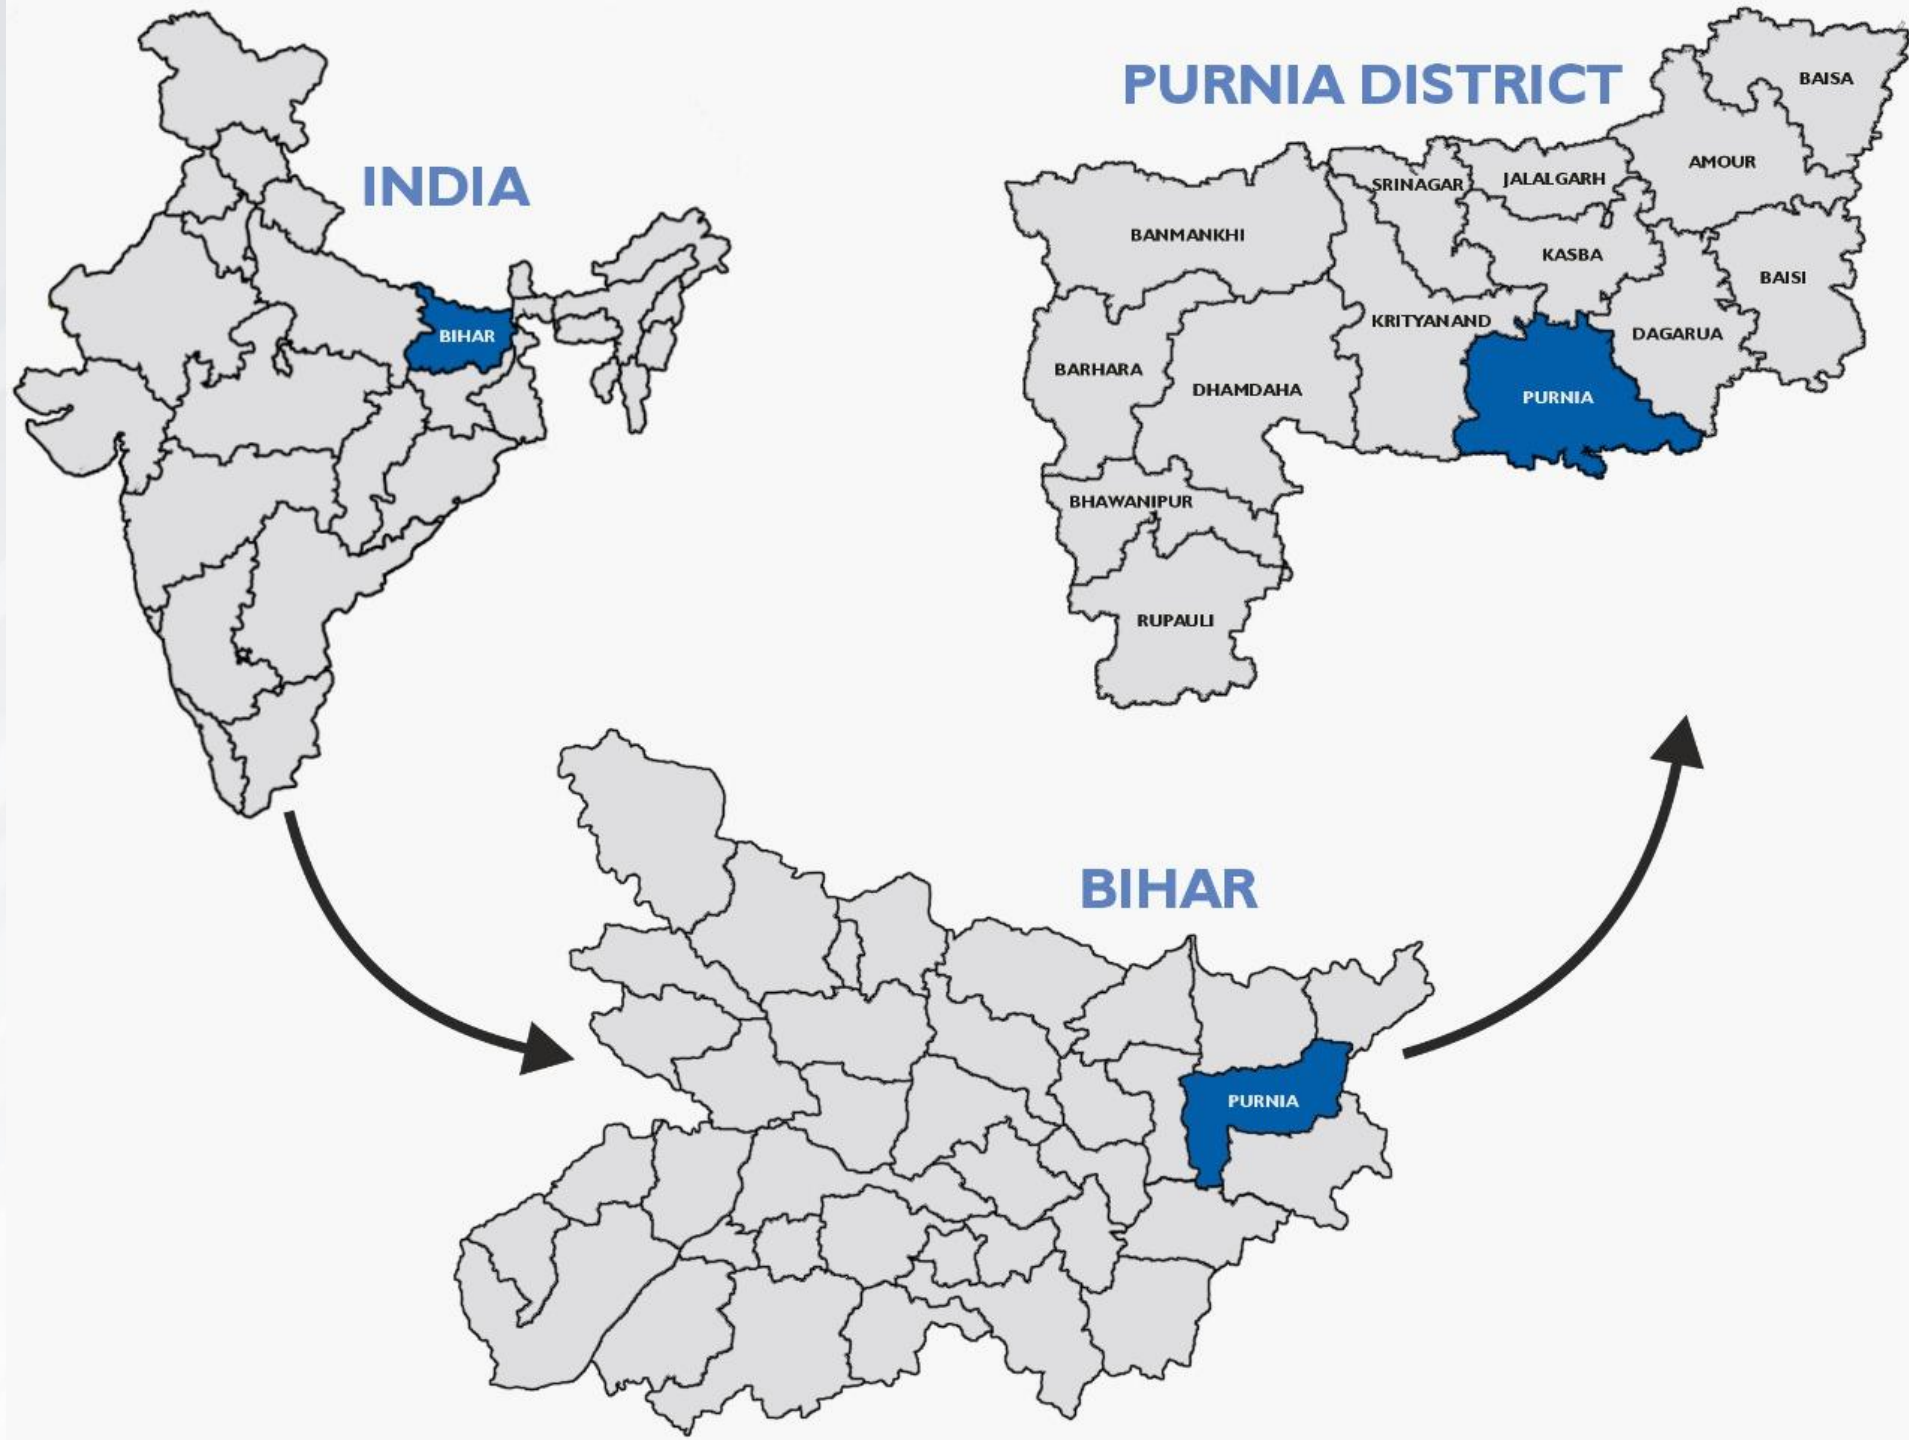 INDIA
BIHAR
PURNIA DISTRICT
BAISA
AMOUR
SRINAGAR
JALALGARH
BANMANKHI
KASBA
BAISI
KRITYANAND
DAGARUA
BARHARA
DHAMDAHA
PURNIA
BHAWANIPUR
RUPAULI
BIHAR
PURNIA